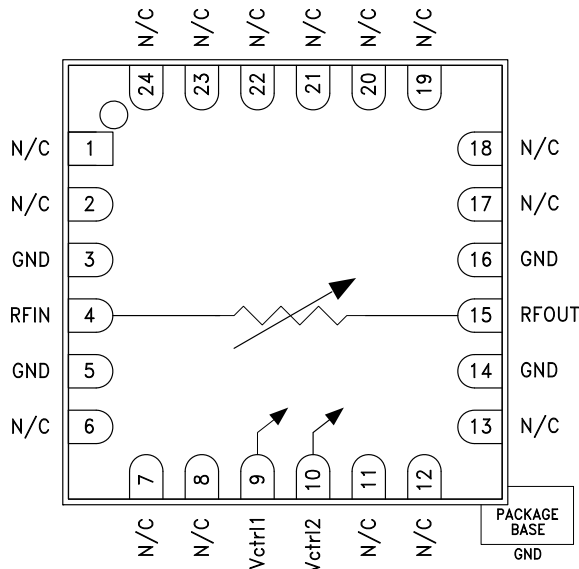 N/C N/C N/C N/C N/C N/C
24 23 22 21 20 19
N/C 1 18 N/C
N/C 2 17 N/C
GND 3 16 GND
RFIN 4 15 RFOUT
GND 5 14 GND
N/C 6 13 N/C
7 8 9 10 11 12
N/C N/C Vctrl1 Vctrl2 N/C N/C
PACKAGE
BASE
GND